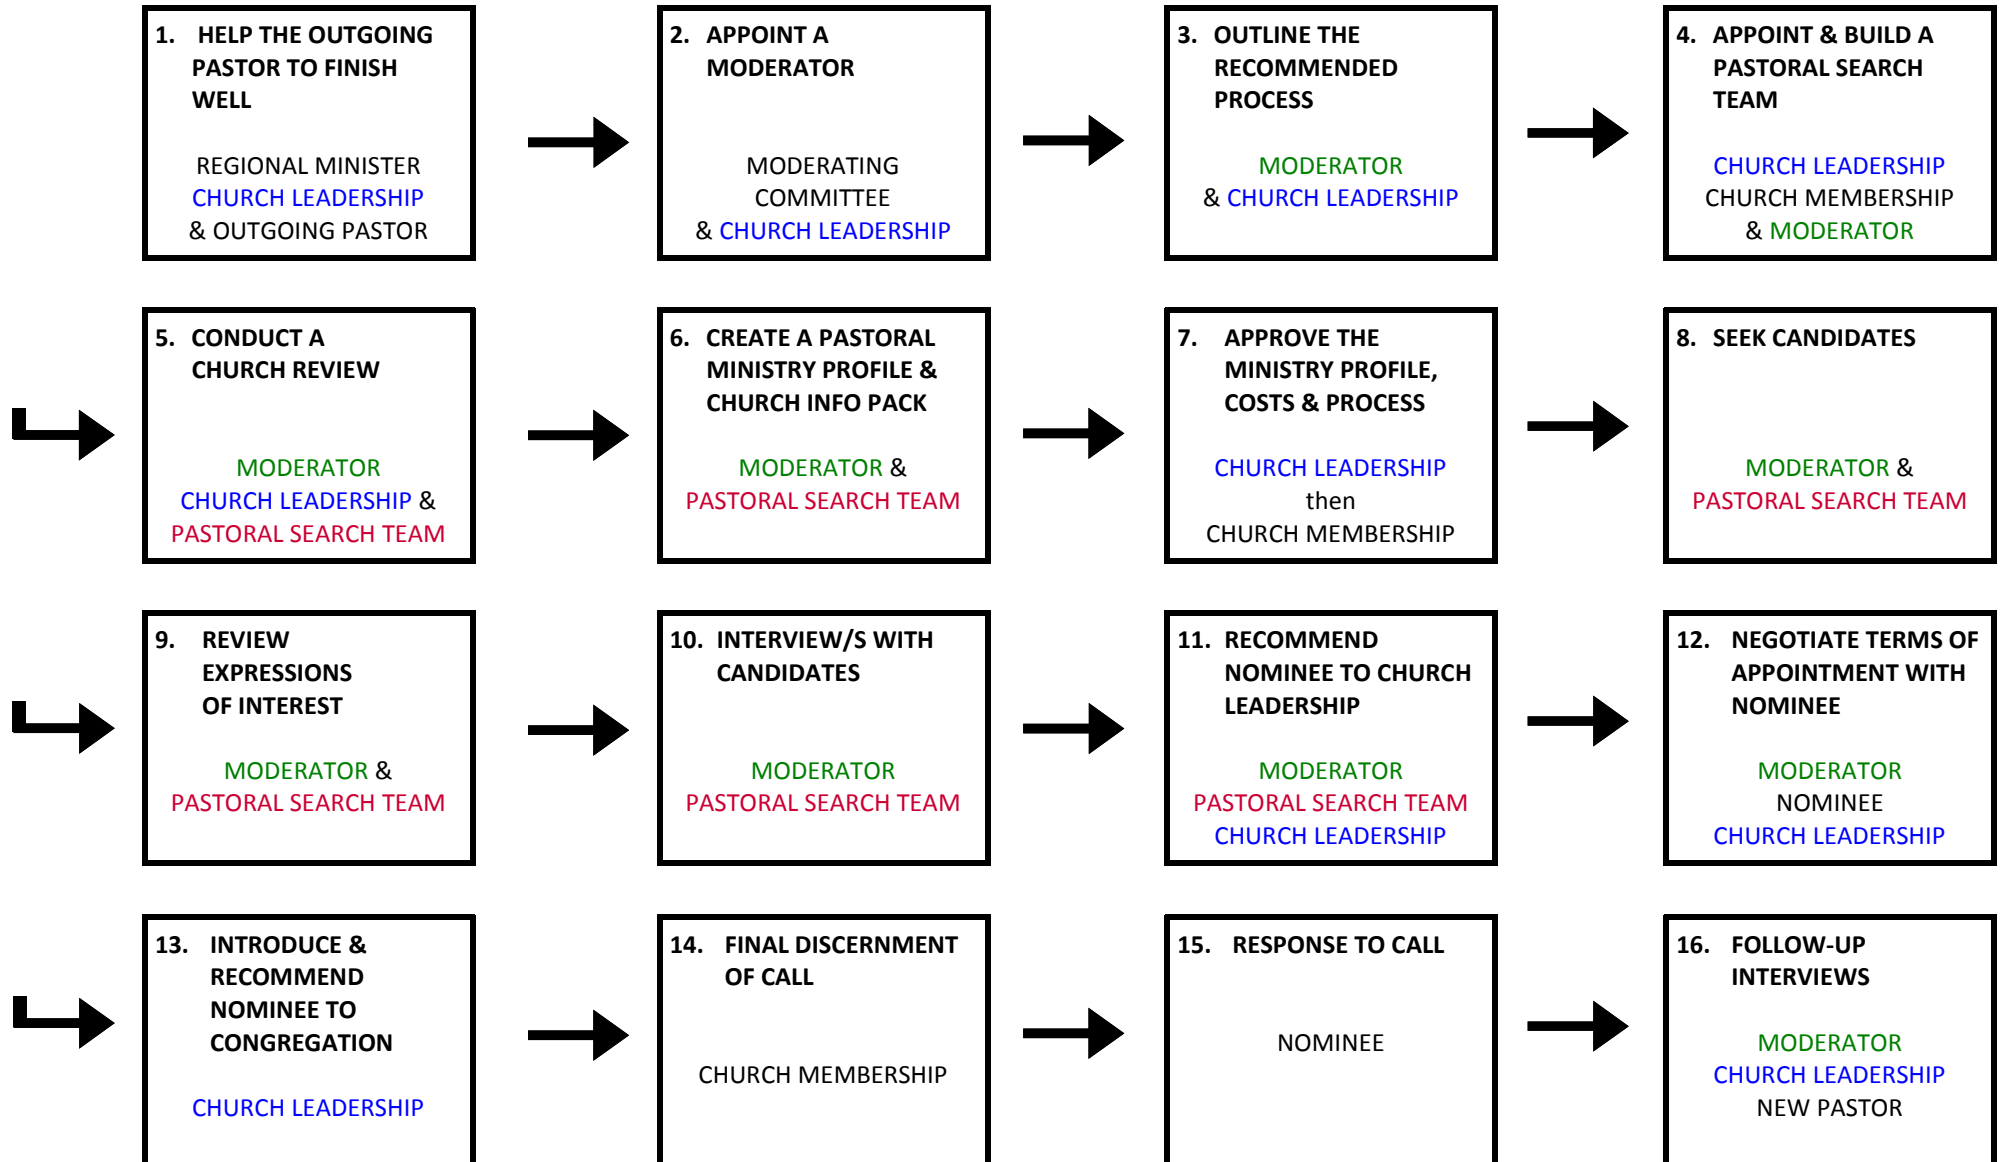 1. HELP THE OUTGOING
PASTOR TO FINISH
WELL
REGIONAL MINISTER
CHURCH LEADERSHIP
& OUTGOING PASTOR
2. APPOINT A
MODERATOR
MODERATING
COMMITTEE
& CHURCH LEADERSHIP
3. OUTLINE THE
RECOMMENDED
PROCESS
MODERATOR
& CHURCH LEADERSHIP
4. APPOINT & BUILD A
PASTORAL SEARCH
TEAM
CHURCH LEADERSHIP
CHURCH MEMBERSHIP
& MODERATOR
5. CONDUCT A
CHURCH REVIEW
MODERATOR
CHURCH LEADERSHIP &
PASTORAL SEARCH TEAM
6. CREATE A PASTORAL
MINISTRY PROFILE &
CHURCH INFO PACK
MODERATOR &
PASTORAL SEARCH TEAM
7. APPROVE THE
MINISTRY PROFILE,
COSTS & PROCESS
CHURCH LEADERSHIP
then
CHURCH MEMBERSHIP
8. SEEK CANDIDATES
MODERATOR &
PASTORAL SEARCH TEAM
9. REVIEW
EXPRESSIONS
OF INTEREST
MODERATOR &
PASTORAL SEARCH TEAM
10. INTERVIEW/S WITH
CANDIDATES
MODERATOR
PASTORAL SEARCH TEAM
11. RECOMMEND
NOMINEE TO CHURCH
LEADERSHIP
MODERATOR
PASTORAL SEARCH TEAM
CHURCH LEADERSHIP
12. NEGOTIATE TERMS OF
APPOINTMENT WITH
NOMINEE
MODERATOR
NOMINEE
CHURCH LEADERSHIP
13. INTRODUCE &
RECOMMEND
NOMINEE TO
CONGREGATION
CHURCH LEADERSHIP
14. FINAL DISCERNMENT
OF CALL
CHURCH MEMBERSHIP
15. RESPONSE TO CALL
NOMINEE
16. FOLLOW-UP
INTERVIEWS
MODERATOR
CHURCH LEADERSHIP
NEW PASTOR